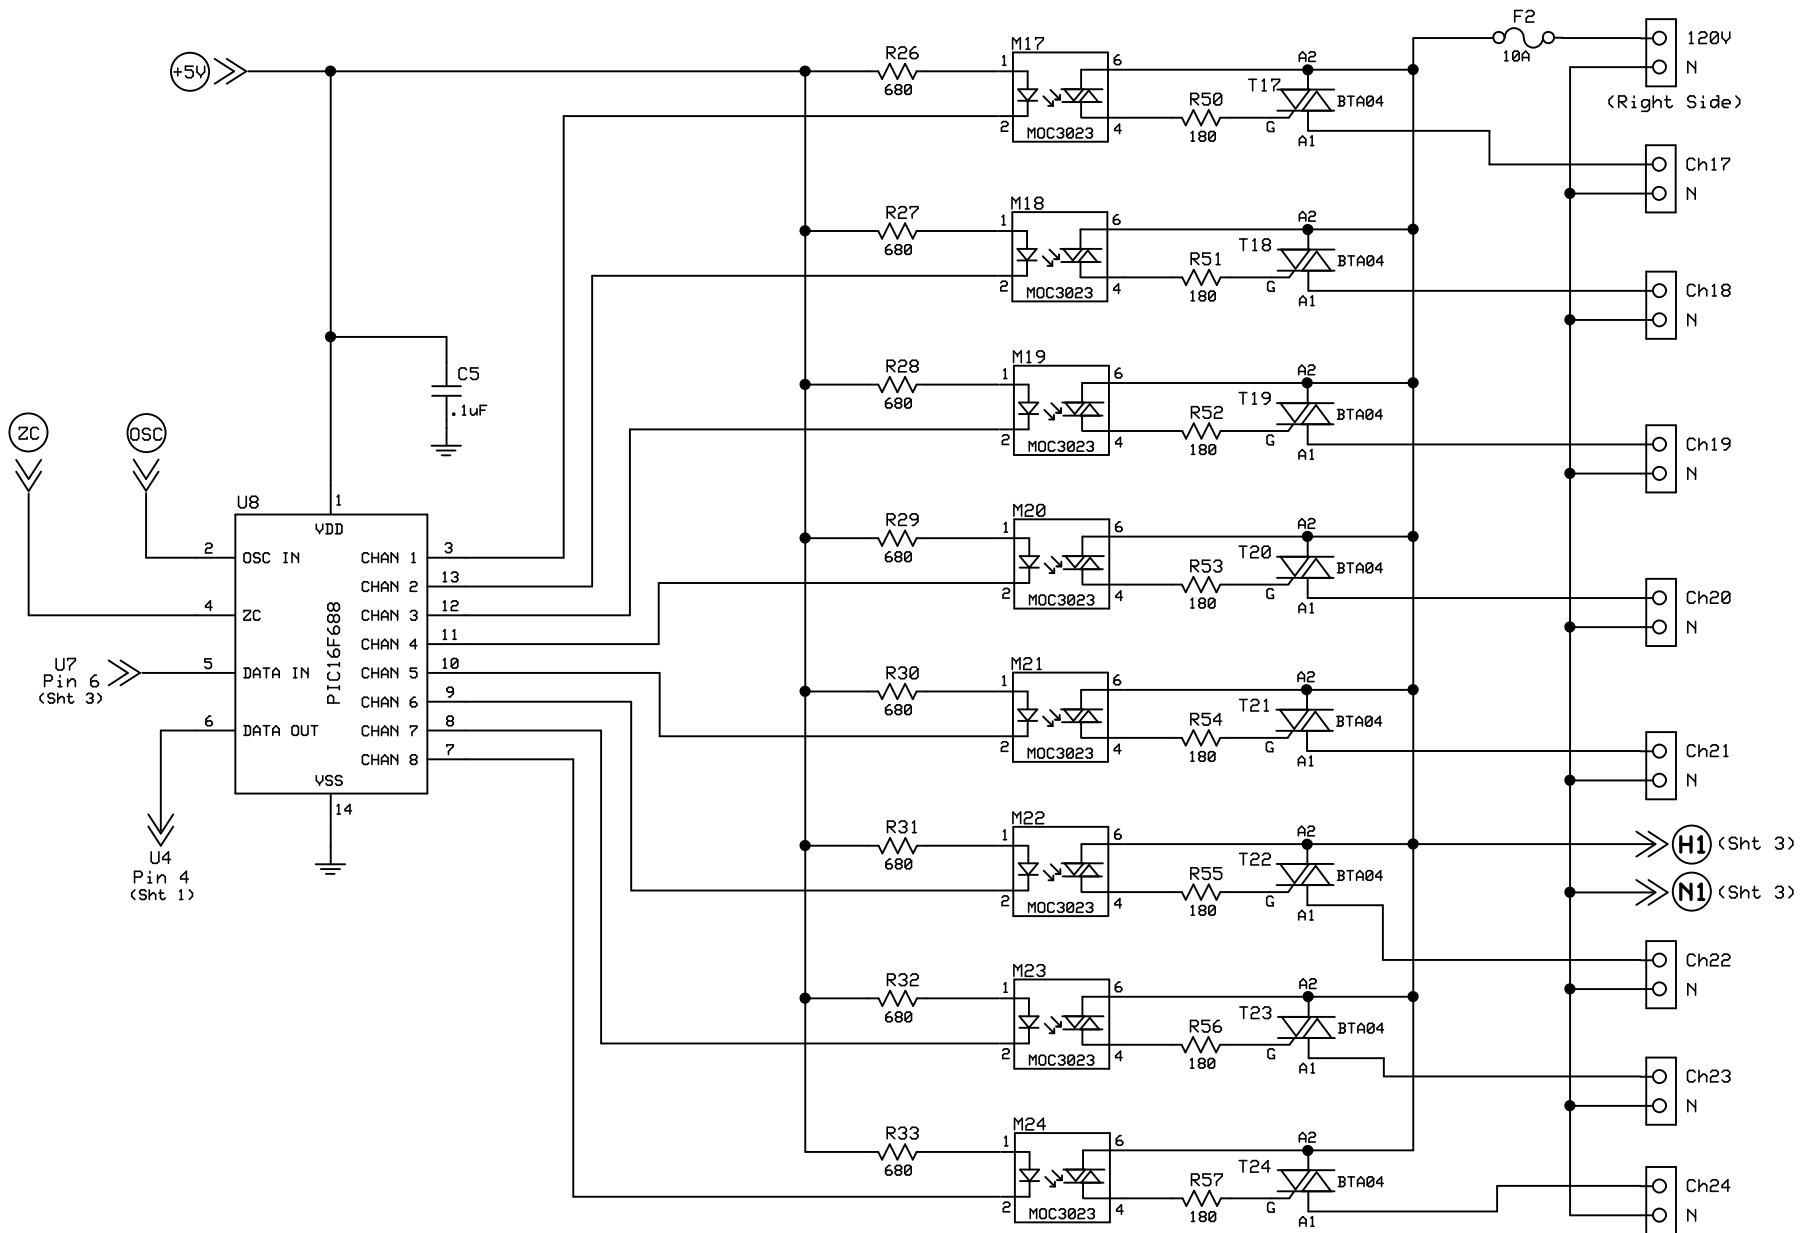 F2
10A
120V
N
(Right Side)
+5V
R26
680
M17
1
6
2
4
MOC3023
R50
180
A2
T17
BTA04
G
A1
Ch17
N
R27
680
M18
1
6
2
4
MOC3023
R51
180
A2
T18
BTA04
G
A1
Ch18
N
R28
680
M19
1
6
2
4
MOC3023
R52
180
A2
T19
BTA04
G
A1
Ch19
N
C5
.1uF
ZC
OSC
R29
680
M20
1
6
2
4
MOC3023
R53
180
A2
T20
BTA04
G
A1
Ch20
N
U8
1
VDD
2
OSC IN
4
ZC
5
DATA IN
6
DATA OUT
PIC16F688
CHAN 1
3
CHAN 2
13
CHAN 3
12
CHAN 4
11
CHAN 5
10
CHAN 6
9
CHAN 7
8
CHAN 8
7
VSS
14
U7
Pin 6
(Sht 3)
U4
Pin 4
(Sht 1)
R30
680
M21
1
6
2
4
MOC3023
R54
180
A2
T21
BTA04
G
A1
Ch21
N
R31
680
M22
1
6
2
4
MOC3023
R55
180
A2
T22
BTA04
G
A1
H1 (Sht 3)
N1 (Sht 3)
Ch22
N
R32
680
M23
1
6
2
4
MOC3023
R56
180
A2
T23
BTA04
G
A1
Ch23
N
R33
680
M24
1
6
2
4
MOC3023
R57
180
A2
T24
BTA04
G
A1
Ch24
N